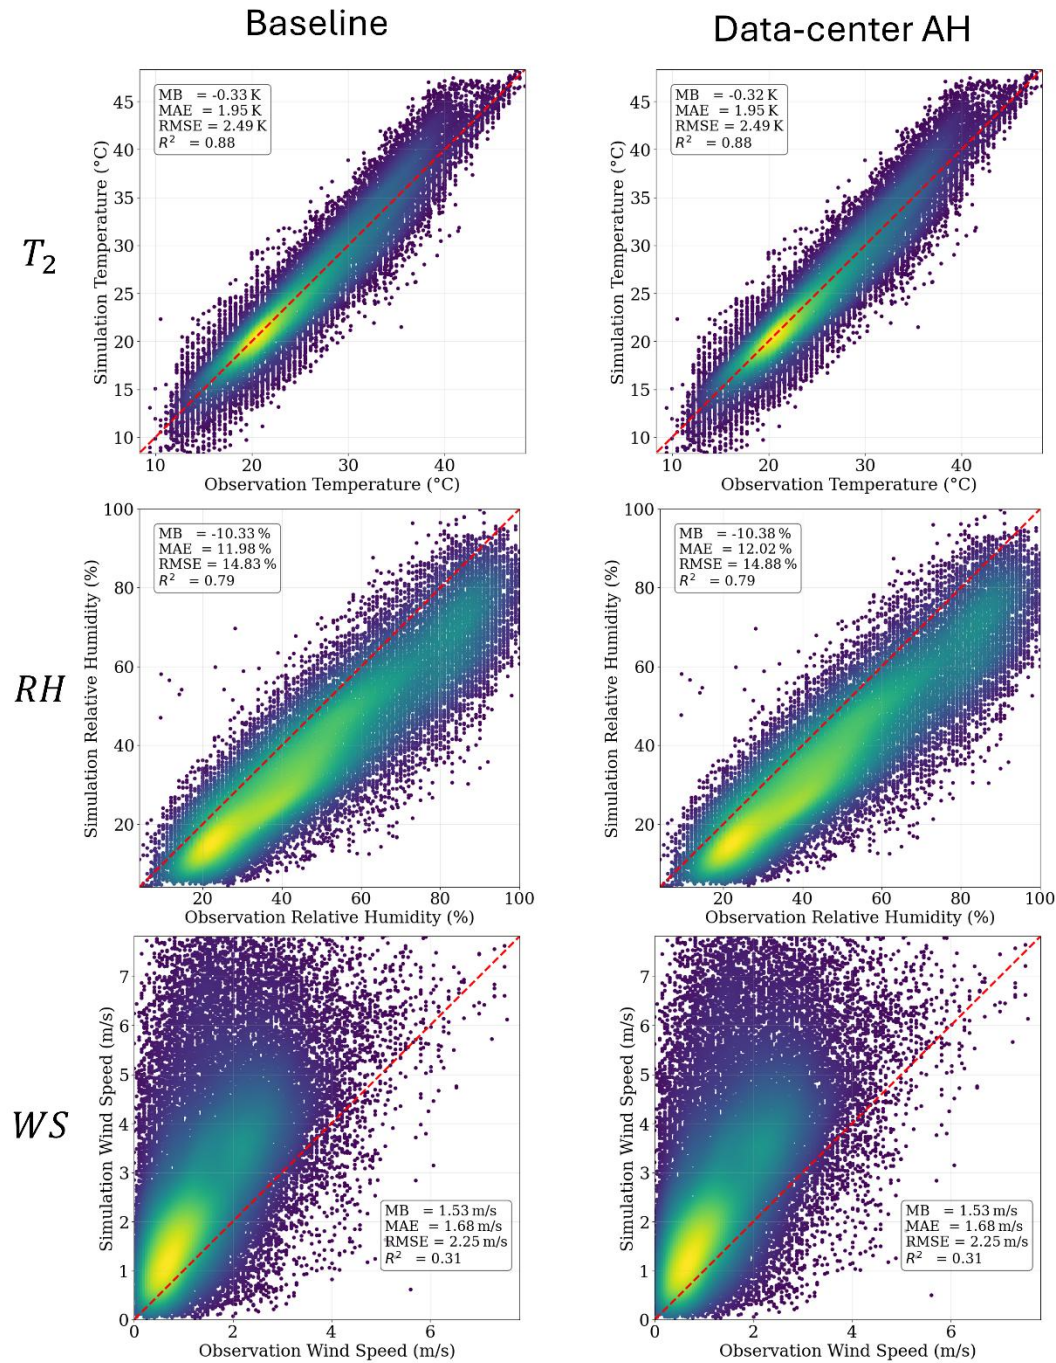 Baseline
Data-center AH
T₂
MB = -0.33 K
MAE = 1.95 K
RMSE = 2.49 K
R² = 0.88
Simulation Temperature (°C)
45
40
35
30
25
20
15
10
10 20 30 40
Observation Temperature (°C)
MB = -0.32 K
MAE = 1.95 K
RMSE = 2.49 K
R² = 0.88
Simulation Temperature (°C)
45
40
35
30
25
20
15
10
10 20 30 40
Observation Temperature (°C)
RH
MB = -10.33 %
MAE = 11.98 %
RMSE = 14.83 %
R² = 0.79
Simulation Relative Humidity (%)
100
80
60
40
20
20 40 60 80 100
Observation Relative Humidity (%)
MB = -10.38 %
MAE = 12.02 %
RMSE = 14.88 %
R² = 0.79
Simulation Relative Humidity (%)
100
80
60
40
20
20 40 60 80 100
Observation Relative Humidity (%)
WS
Simulation Wind Speed (m/s)
7
6
5
4
3
2
1
0
MB = 1.53 m/s
MAE = 1.68 m/s
RMSE = 2.25 m/s
R² = 0.31
0 2 4 6
Observation Wind Speed (m/s)
Simulation Wind Speed (m/s)
7
6
5
4
3
2
1
0
MB = 1.53 m/s
MAE = 1.68 m/s
RMSE = 2.25 m/s
R² = 0.31
0 2 4 6
Observation Wind Speed (m/s)